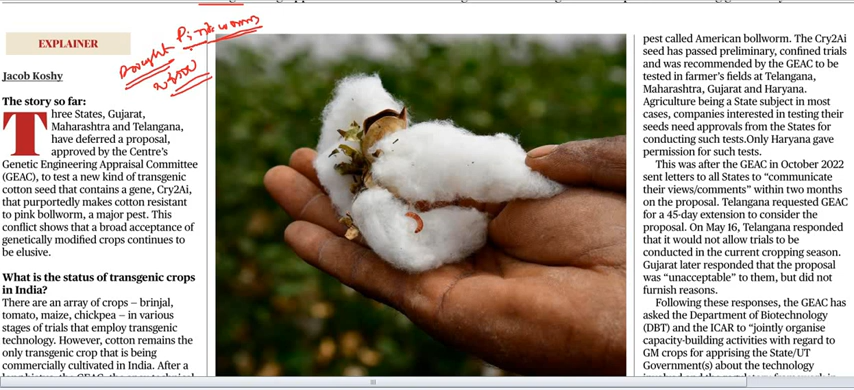 EXPLAINER
Jacob Koshy
The story so far:
Three States, Gujarat,
Maharashtra and Telangana,
have deferred a proposal,
approved by the Centre's
Genetic Engineering Appraisal Committee
(GEAC), to test a new kind of transgenic
cotton seed that contains a gene, Cry2Ai,
that purportedly makes cotton resistant
to pink bollworm, a major pest. This
conflict shows that a broad acceptance of
genetically modified crops continues to
be elusive.
What is the status of transgenic crops
in India?
There are an array of crops — brinjal,
tomato, maize, chickpea — in various
stages of trials that employ transgenic
technology. However, cotton remains the
only transgenic crop that is being
commercially cultivated in India. After a
pest called American bollworm. The Cry2Ai
seed has passed preliminary, confined trials
and was recommended by the GEAC to be
tested in farmer's fields at Telangana,
Maharashtra, Gujarat and Haryana.
Agriculture being a State subject in most
cases, companies interested in testing their
seeds need approvals from the States for
conducting such tests.Only Haryana gave
permission for such tests.
This was after the GEAC in October 2022
sent letters to all States to “communicate
their views/comments” within two months
on the proposal. Telangana requested GEAC
for a 45-day extension to consider the
proposal. On May 16, Telangana responded
that it would not allow trials to be
conducted in the current cropping season.
Gujarat later responded that the proposal
was “unacceptable” to them, but did not
furnish reasons.
Following these responses, the GEAC has
asked the Department of Biotechnology
(DBT) and the ICAR to “jointly organise
capacity-building activities with regard to
GM crops for apprising the State/UT
Government(s) about the technology